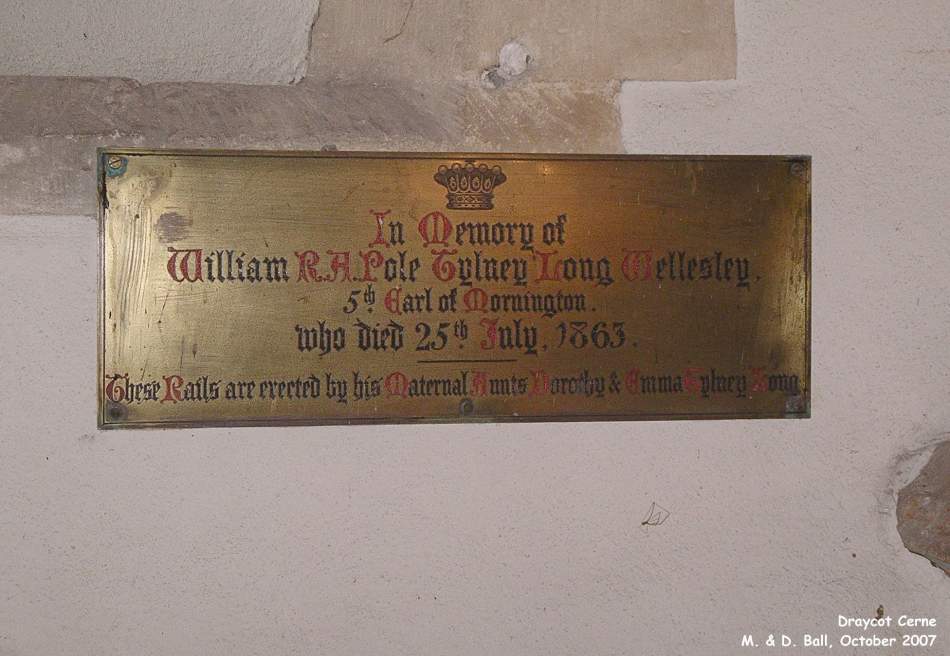 In Memory of
William R.A. Pole Tylney Long Wellesley.
5th Earl of Mornington.
who died 25th July, 1863.
These Rails are erected by his Maternal Aunts Dorothy & Emma Tylney Long.
Draycot Cerne
M. & D. Ball, October 2007